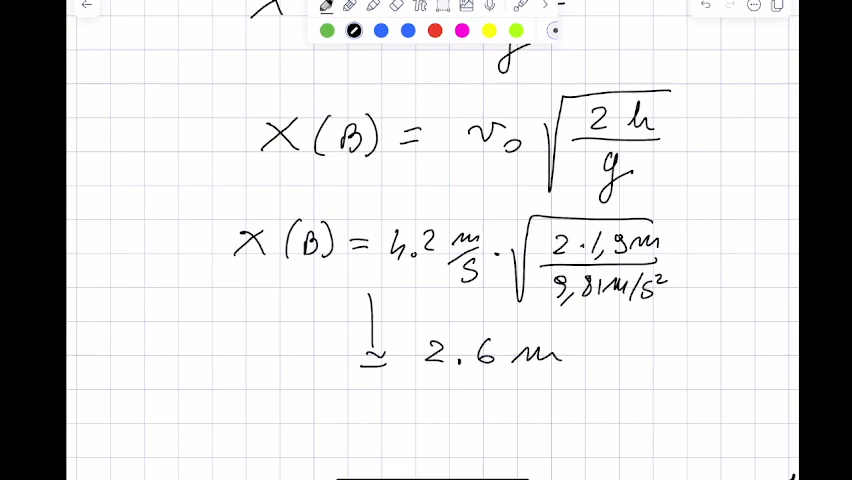 g
X(B) = v₀ √(2h/g)
X(B) = 4.2 m/s · √(2·1,9m / 9,81m/s²)
≃ 2.6 m